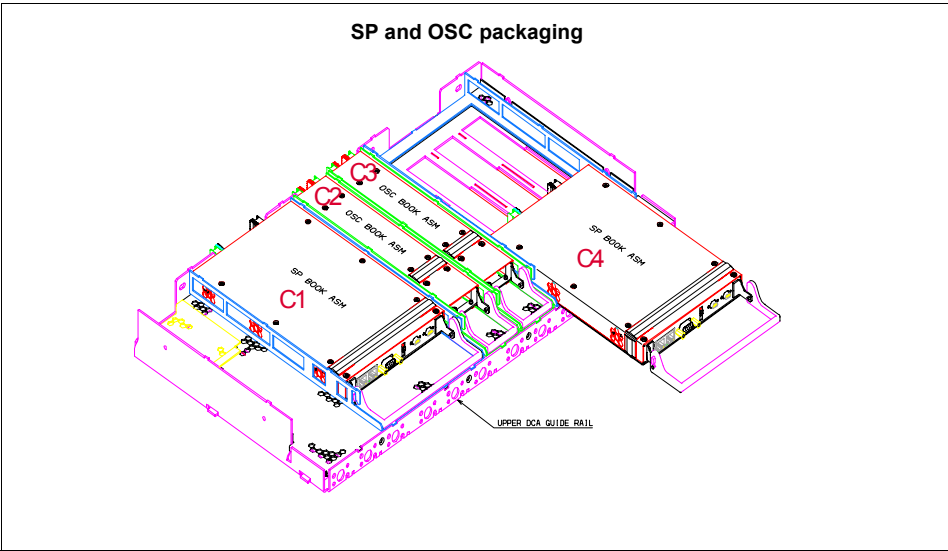 SP and OSC packaging
C3
OSC BOOK ASM
C2
OSC BOOK ASM
SP BOOK ASM
C4
SP BOOK ASM
C1
UPPER DCA GUIDE RAIL